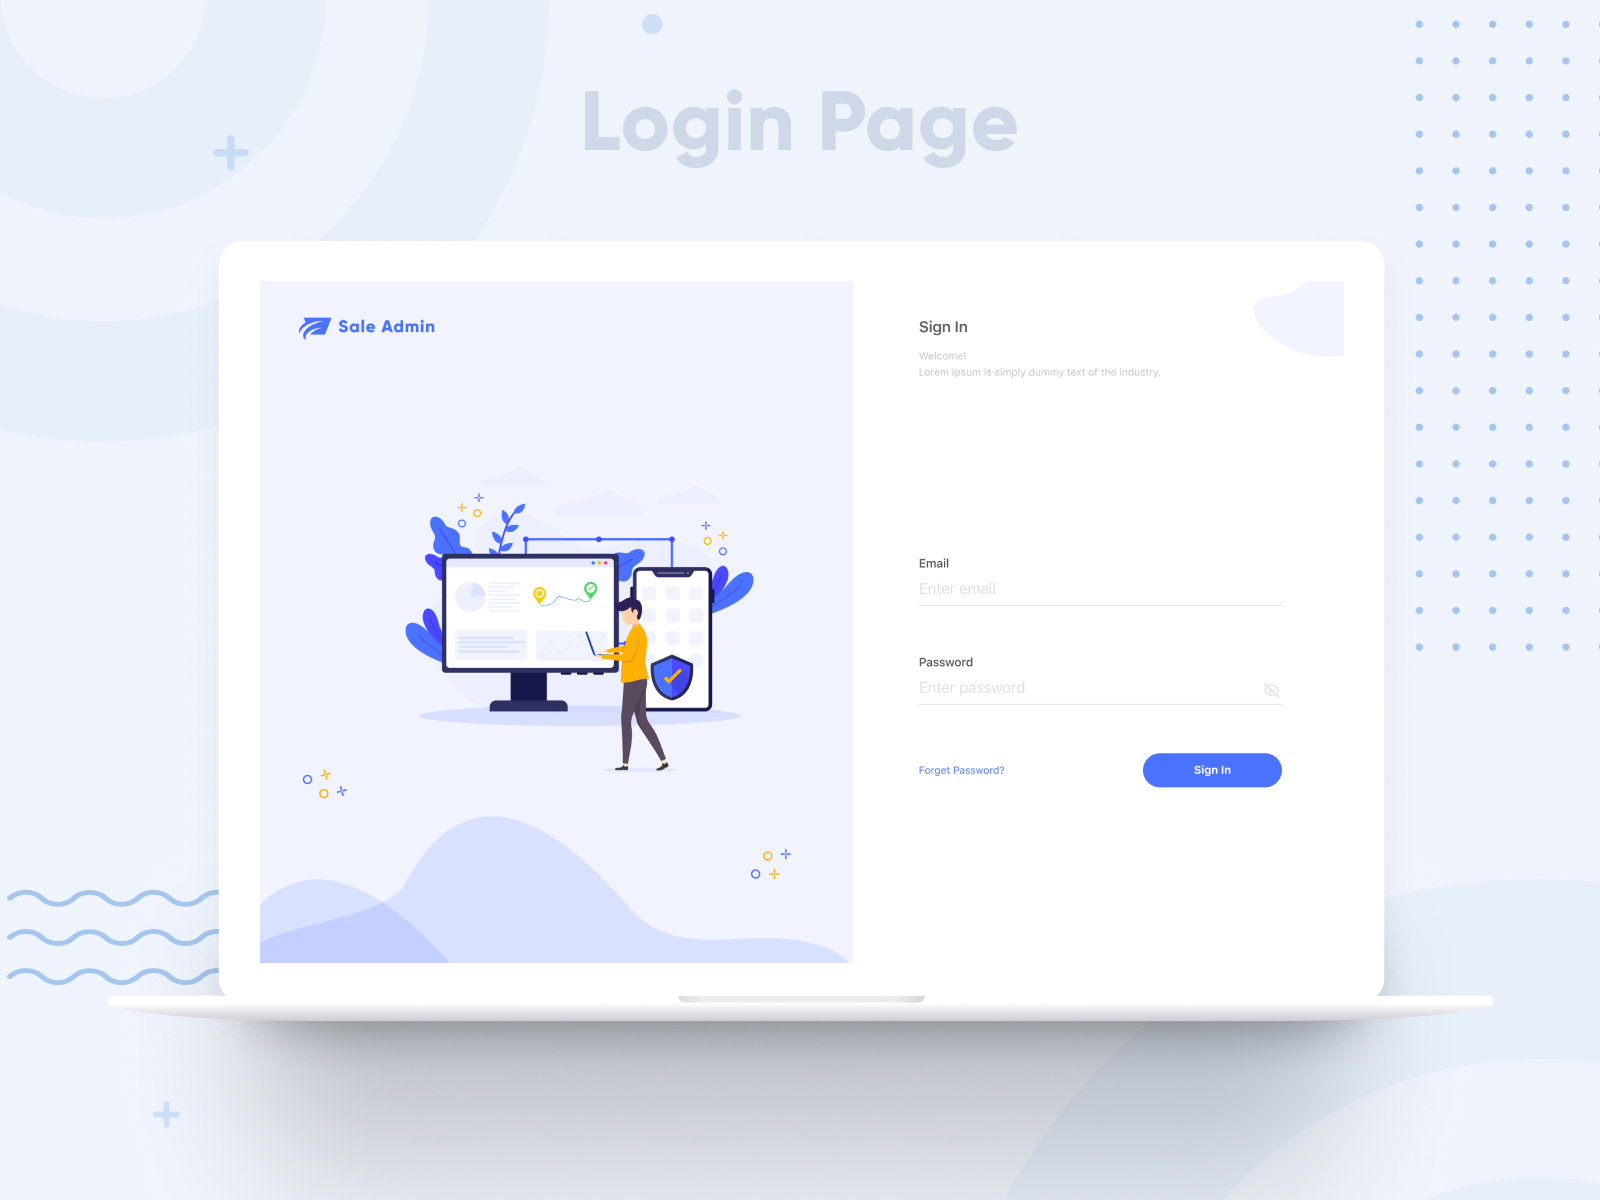 Login Page
Sale Admin
Sign In
Welcome!
Lorem Ipsum is simply dummy text of the industry.
Email
Enter email
Password
Enter password
Forget Password?
Sign In